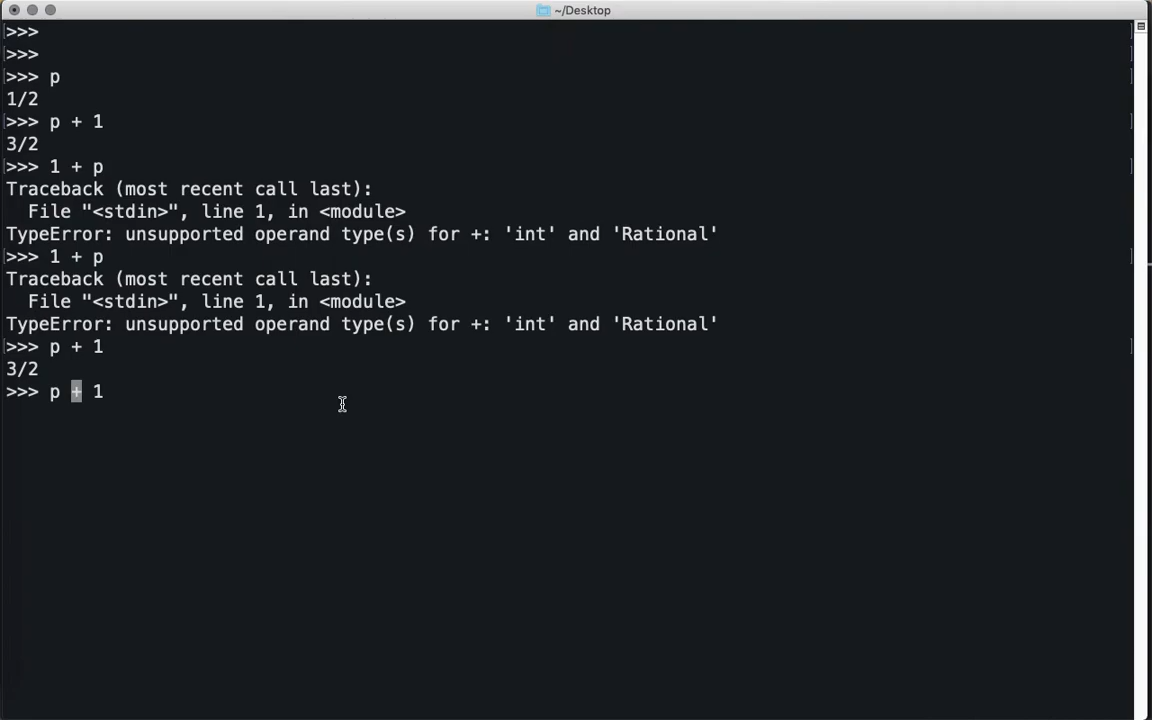 ~/Desktop
>>>
>>>
>>> p
1/2
>>> p + 1
3/2
>>> 1 + p
Traceback (most recent call last):
  File "<stdin>", line 1, in <module>
TypeError: unsupported operand type(s) for +: 'int' and 'Rational'
>>> 1 + p
Traceback (most recent call last):
  File "<stdin>", line 1, in <module>
TypeError: unsupported operand type(s) for +: 'int' and 'Rational'
>>> p + 1
3/2
>>> p + 1